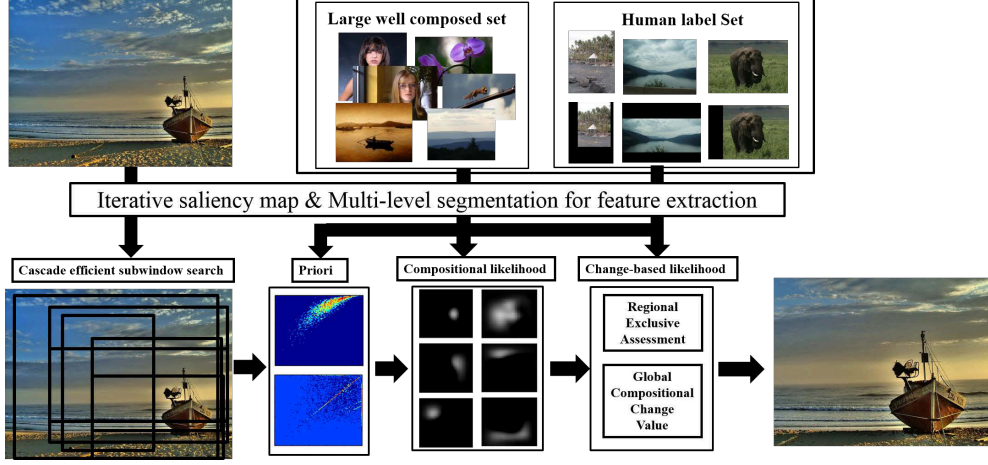 Large well composed set
Human label Set
Iterative saliency map & Multi-level segmentation for feature extraction
Cascade efficient subwindow search
Priori
Compositional likelihood
Change-based likelihood
Regional
Exclusive
Assessment
Global
Compositional
Change
Value